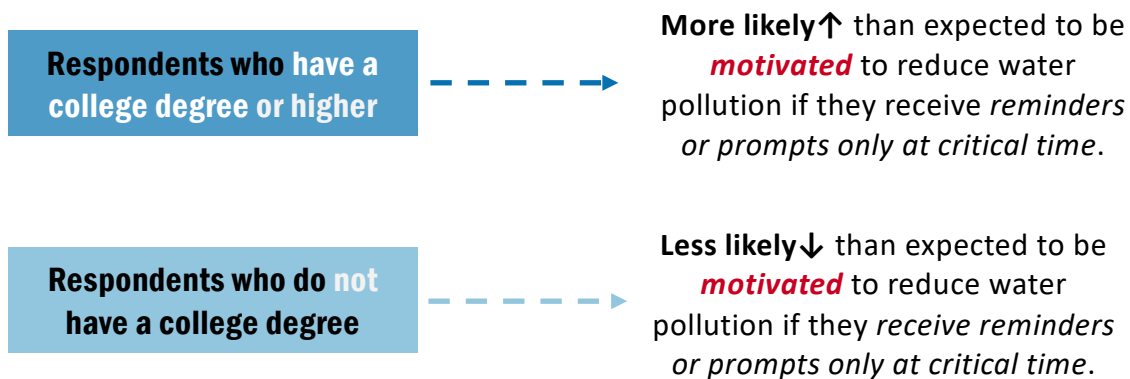 Respondents who have a
college degree or higher
More likely↑ than expected to be
motivated to reduce water
pollution if they receive reminders
or prompts only at critical time.
Respondents who do not
have a college degree
Less likely↓ than expected to be
motivated to reduce water
pollution if they receive reminders
or prompts only at critical time.